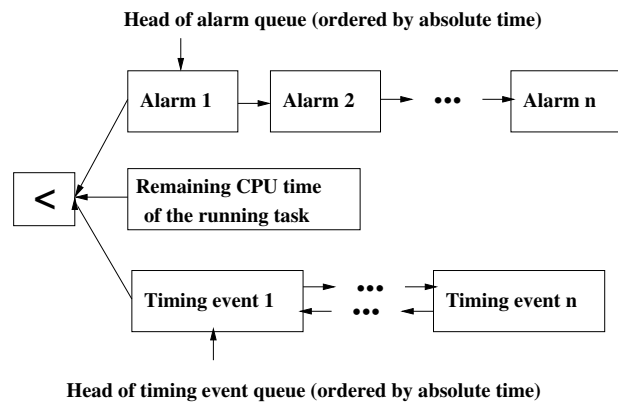 Head of alarm queue (ordered by absolute time)
Alarm 1
Alarm 2
•••
Alarm n
<
Remaining CPU time
of the running task
Timing event 1
•••
•••
Timing event n
Head of timing event queue (ordered by absolute time)